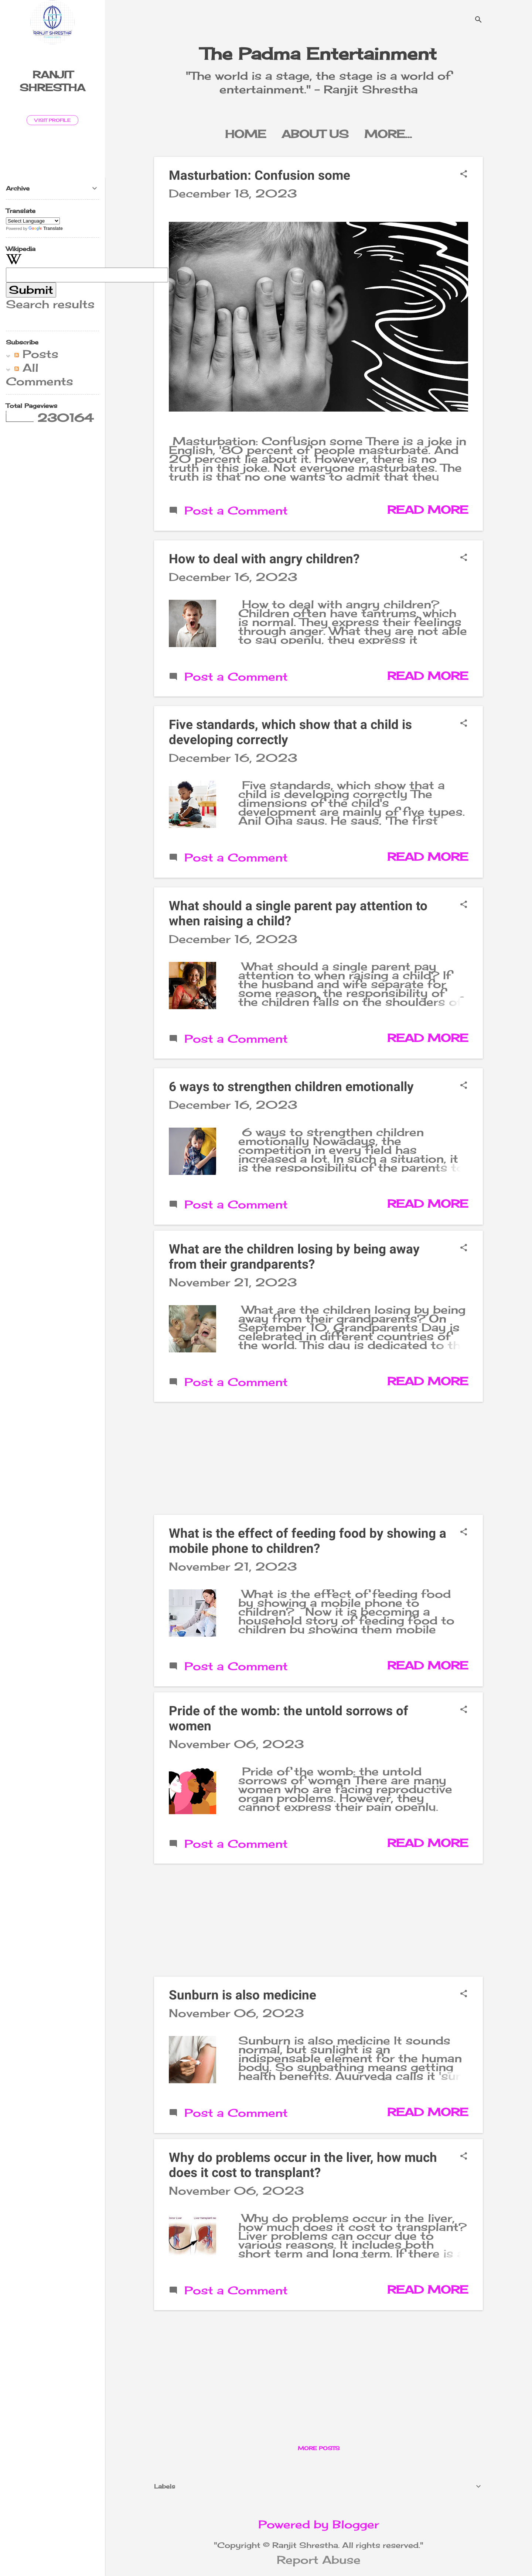 RANJIT
SHRESTHA
RANJIT
SHRESTHA
VISIT PROFILE
Archive
Translate
Select Language
Powered by Google Translate
Wikipedia
W
Submit
Search results
Subscribe
Posts
All
Comments
Total Pageviews
230164
The Padma Entertainment
"The world is a stage, the stage is a world of
entertainment." - Ranjit Shrestha
HOME ABOUT US MORE...
Masturbation: Confusion some
December 18, 2023
Masturbation: Confusion some There is a joke in
English, '80 percent of people masturbate. And
20 percent lie about it. However, there is no
truth in this joke. Not everyone masturbates. The
truth is that no one wants to admit that they
Post a Comment READ MORE
How to deal with angry children?
December 16, 2023
How to deal with angry children?
Children often have tantrums, which
is normal. They express their feelings
through anger. What they are not able
to say openly, they express it
Post a Comment READ MORE
Five standards, which show that a child is
developing correctly
December 16, 2023
Five standards, which show that a
child is developing correctly The
dimensions of the child's
development are mainly of five types.
Anil Ojha says. He says, 'The first
Post a Comment READ MORE
What should a single parent pay attention to
when raising a child?
December 16, 2023
What should a single parent pay
attention to when raising a child? If
the husband and wife separate for
some reason, the responsibility of
the children falls on the shoulders of
Post a Comment READ MORE
6 ways to strengthen children emotionally
December 16, 2023
6 ways to strengthen children
emotionally Nowadays, the
competition in every field has
increased a lot. In such a situation, it
is the responsibility of the parents to
Post a Comment READ MORE
What are the children losing by being away
from their grandparents?
November 21, 2023
What are the children losing by being
away from their grandparents? On
September 10, Grandparents Day is
celebrated in different countries of
the world. This day is dedicated to the
Post a Comment READ MORE
What is the effect of feeding food by showing a
mobile phone to children?
November 21, 2023
What is the effect of feeding food
by showing a mobile phone to
children? Now it is becoming a
household story of feeding food to
children by showing them mobile
Post a Comment READ MORE
Pride of the womb: the untold sorrows of
women
November 06, 2023
Pride of the womb: the untold
sorrows of women There are many
women who are facing reproductive
organ problems. However, they
cannot express their pain openly.
Post a Comment READ MORE
Sunburn is also medicine
November 06, 2023
Sunburn is also medicine It sounds
normal, but sunlight is an
indispensable element for the human
body. So sunbathing means getting
health benefits. Ayurveda calls it 'sun
Post a Comment READ MORE
Why do problems occur in the liver, how much
does it cost to transplant?
November 06, 2023
Why do problems occur in the liver,
how much does it cost to transplant?
Liver problems can occur due to
various reasons. It includes both
short term and long term. If there is
Post a Comment READ MORE
MORE POSTS
Labels
Powered by Blogger
"Copyright © Ranjit Shrestha. All rights reserved."
Report Abuse